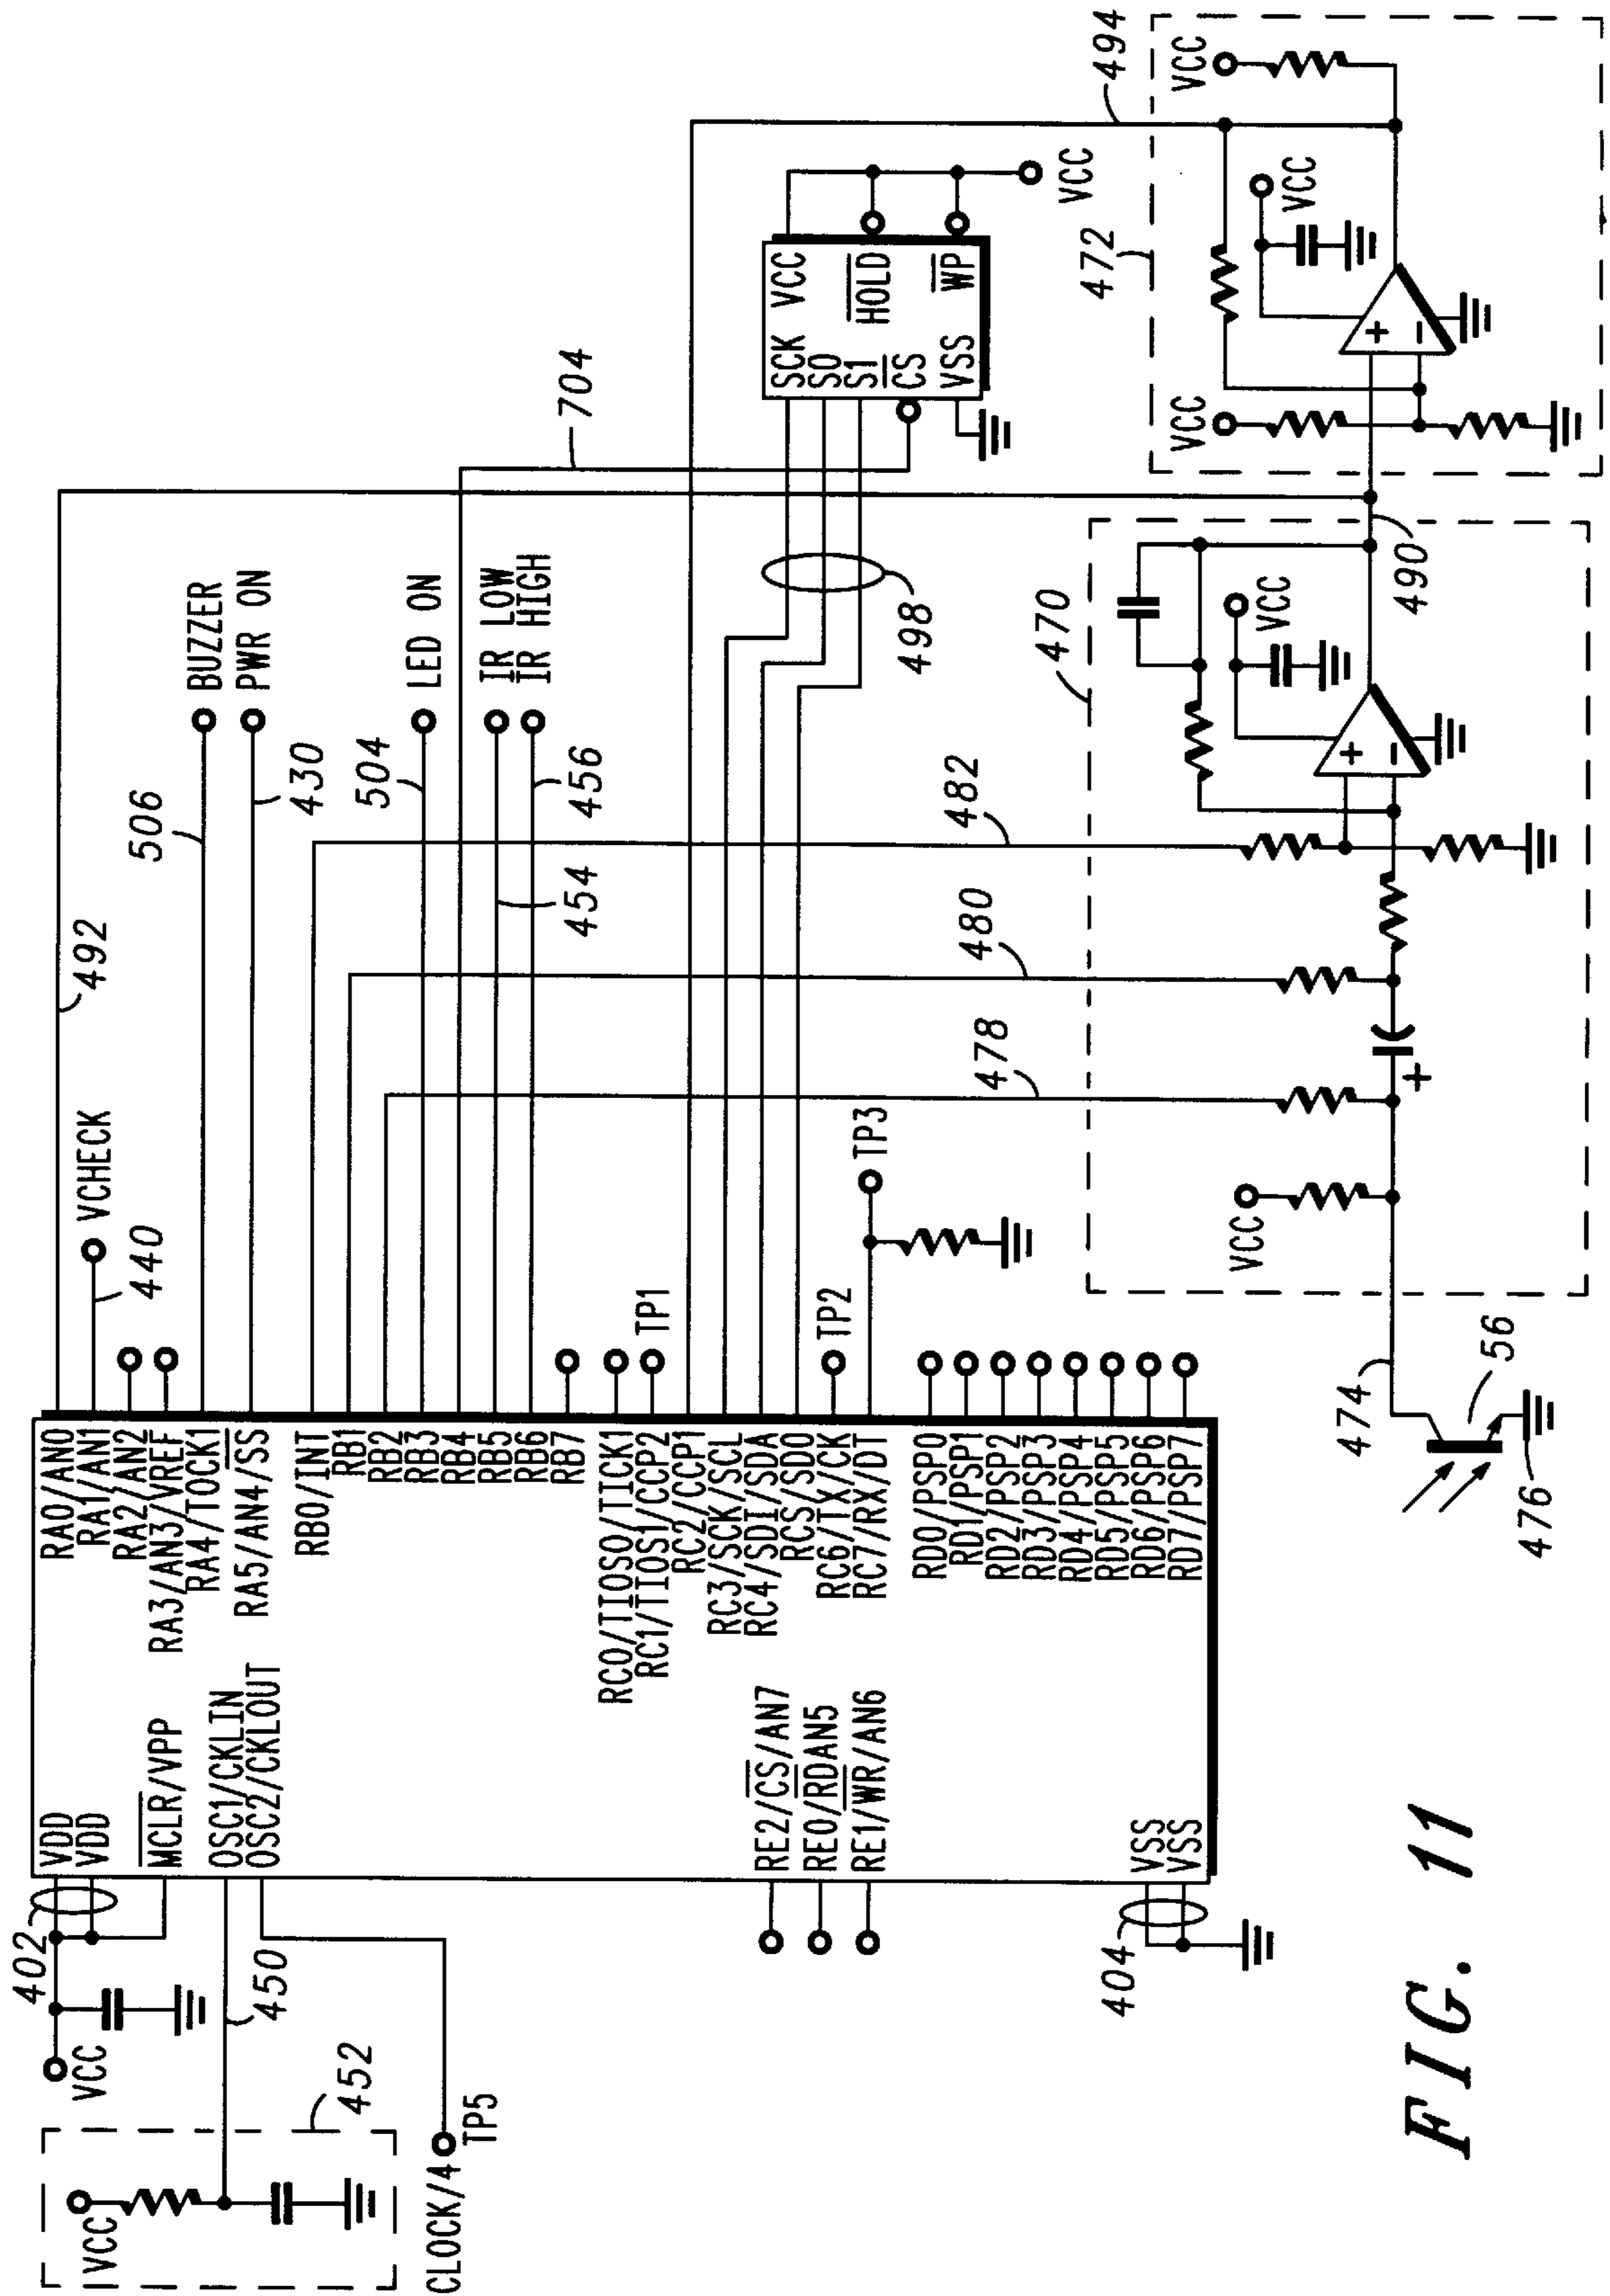 VCC
452
CLOCK/4
TP5
VCC
402
450
404
VDD
VDD
MCLR/VPP
OSC1/CKLIN
OSC2/CKLOUT
RE2/CS/AN7
RE0/RDAN5
RE1/WR/AN6
VSS
VSS
RA0/AN0
RA1/AN1
RA2/AN2
RA3/AN3/VREF
RA4/TOCK1
RA5/AN4/SS
RB0/INT
RB1
RB2
RB3
RB4
RB5
RB6
RB7
RC0/TIOSO/TICK1
RC1/TIOS1/CCP2
RC2/CCP1
RC3/SCK/SCL
RC4/SDI/SDA
RCS/SDO
RC6/TX/CK
RC7/RX/DT
RD0/PSP0
RD1/PSP1
RD2/PSP2
RD3/PSP3
RD4/PSP4
RD5/PSP5
RD6/PSP6
RD7/PSP7
492
VCHECK
440
506
BUZZER
430
PWR ON
504
LED ON
454
IR LOW
456
IR HIGH
TP1
TP2
TP3
704
498
SCK
VCC
SO
HOLD
S1
CS
WP
VSS
VCC
494
478
480
482
470
VCC
474
56
476
+
+
−
VCC
490
472
VCC
+
−
VCC
VCC
FIG. 11